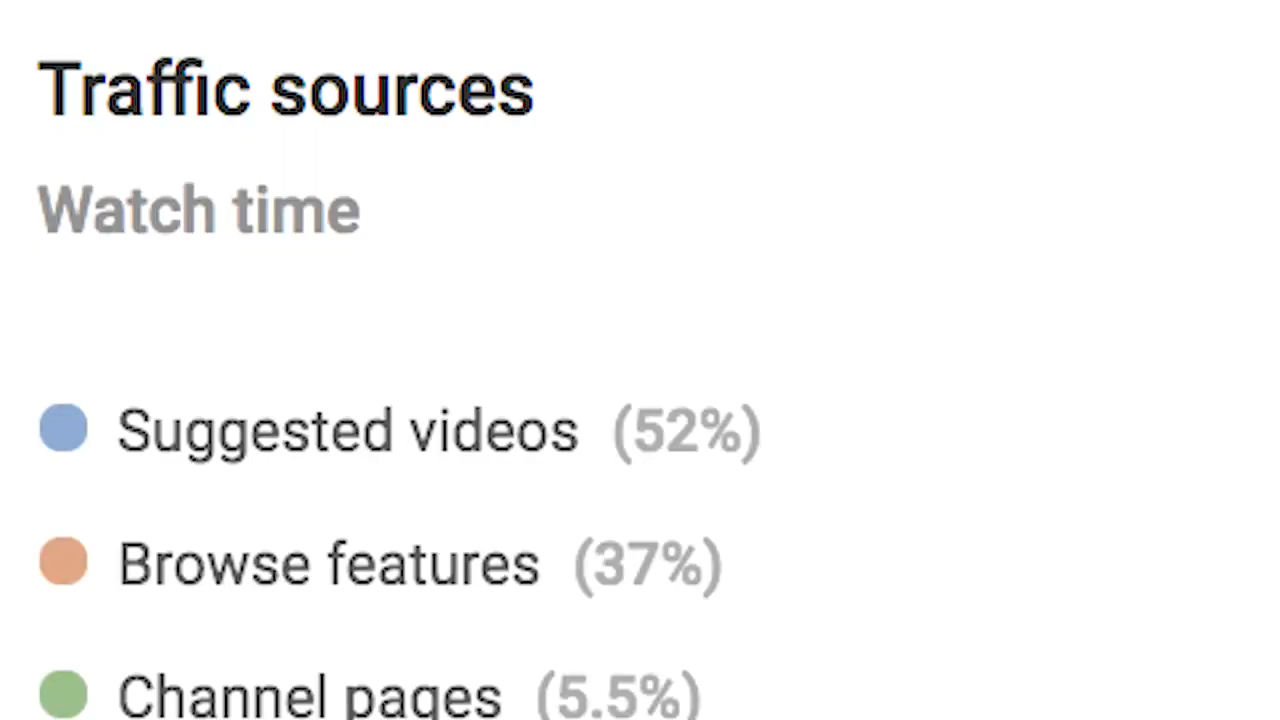 Traffic sources
Watch time
Suggested videos (52%)
Browse features (37%)
Channel pages (5.5%)